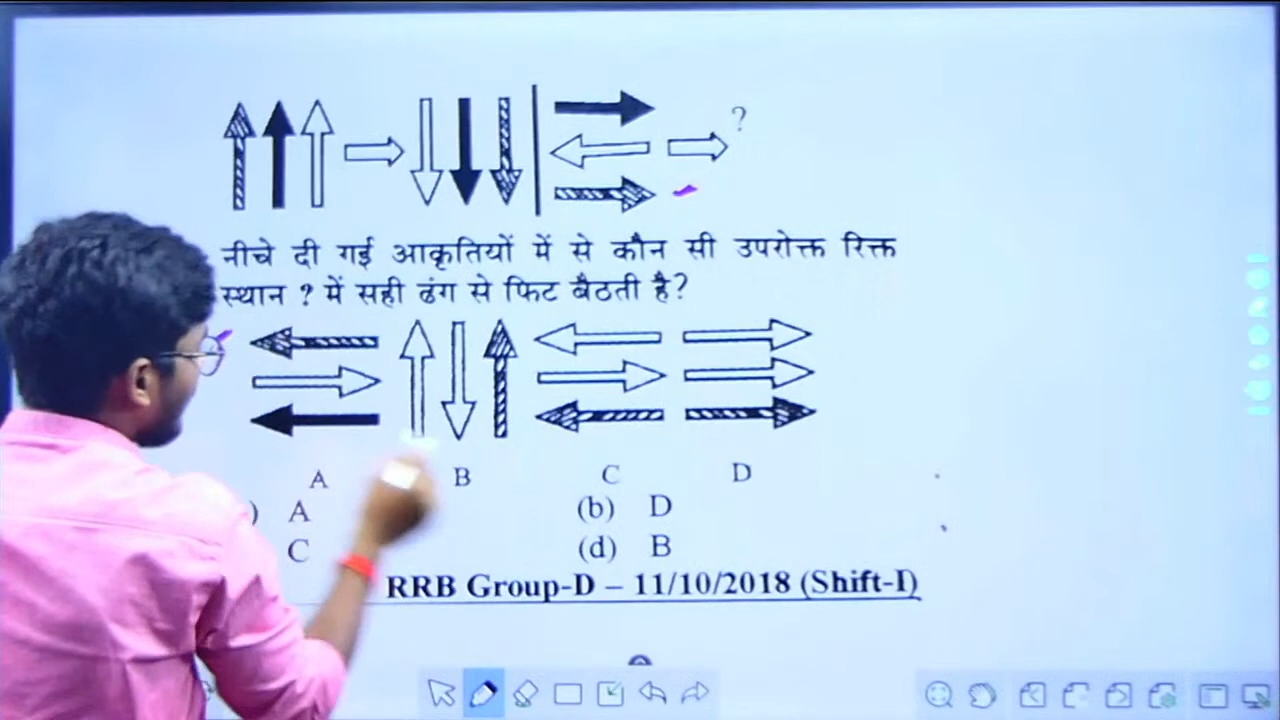 ?
नीचे दी गई आकृतियों में से कौन सी उपरोक्त रिक्त
स्थान ? में सही ढंग से फिट बैठती है?
A B C D
) A (b) D
C (d) B
RRB Group-D – 11/10/2018 (Shift-I)